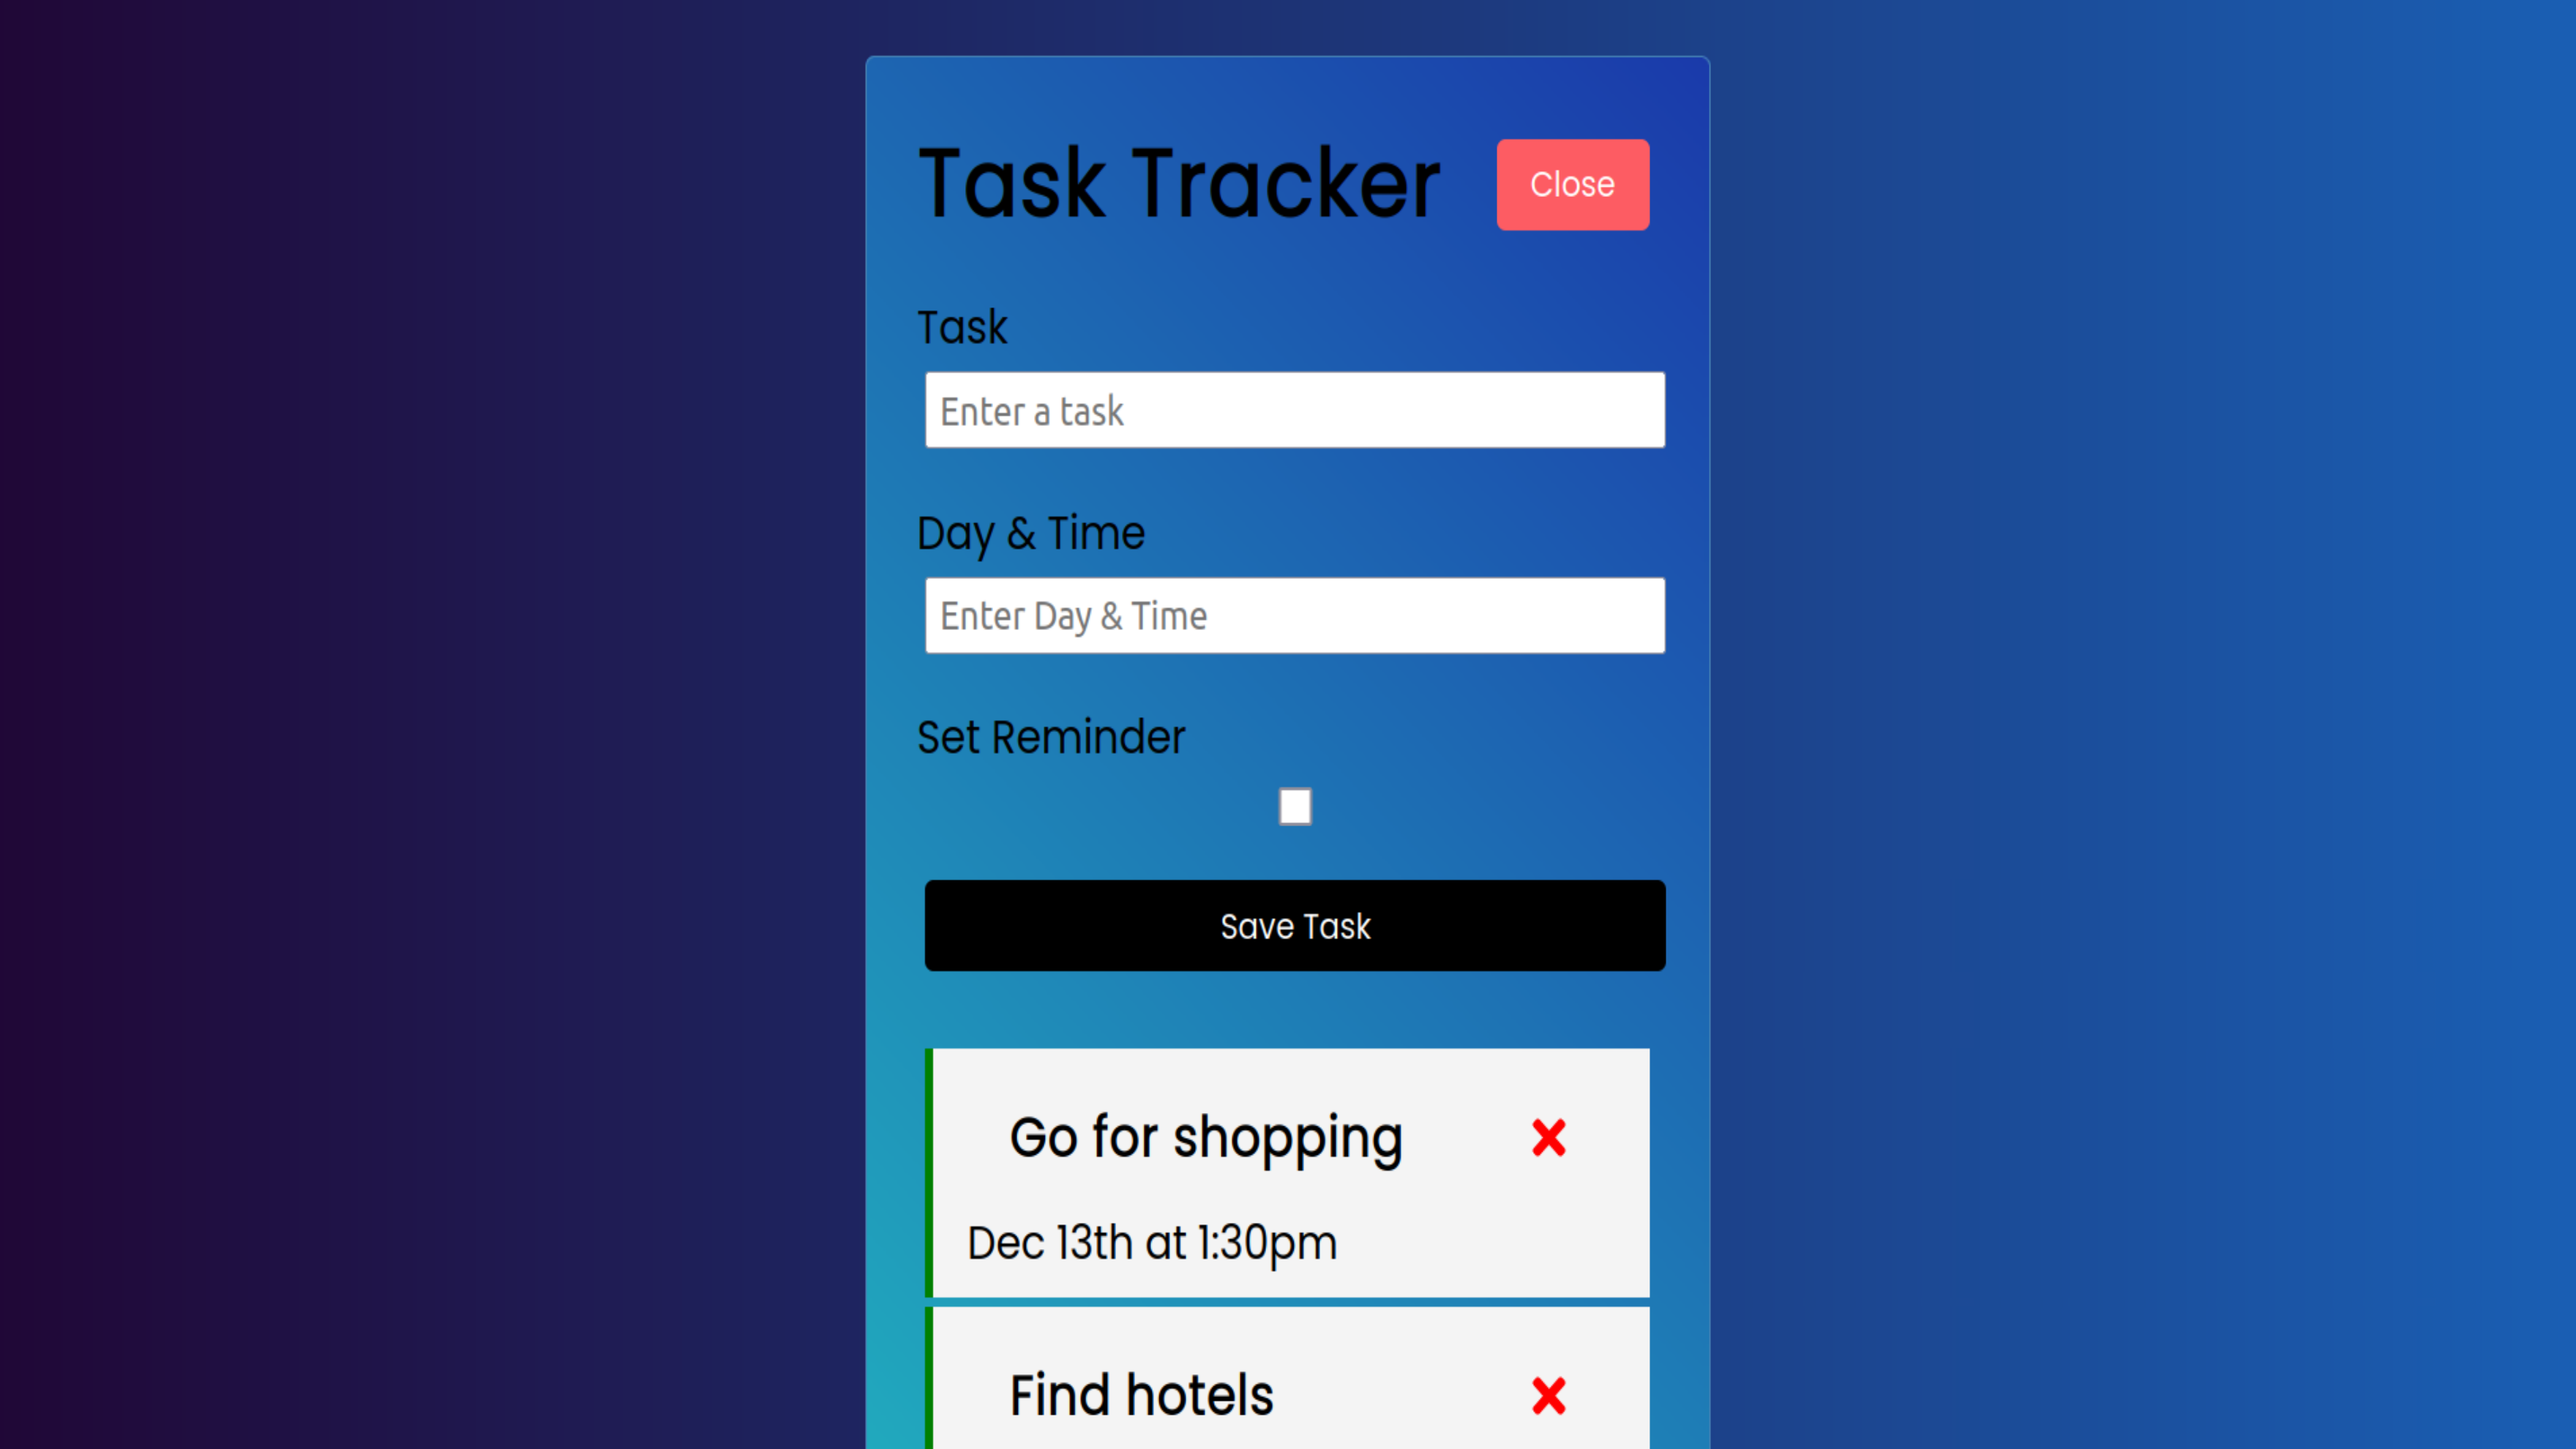 Task Tracker
Close
Task
Enter a task
Day & Time
Enter Day & Time
Set Reminder
Save Task
Go for shopping
Dec 13th at 1:30pm
Find hotels